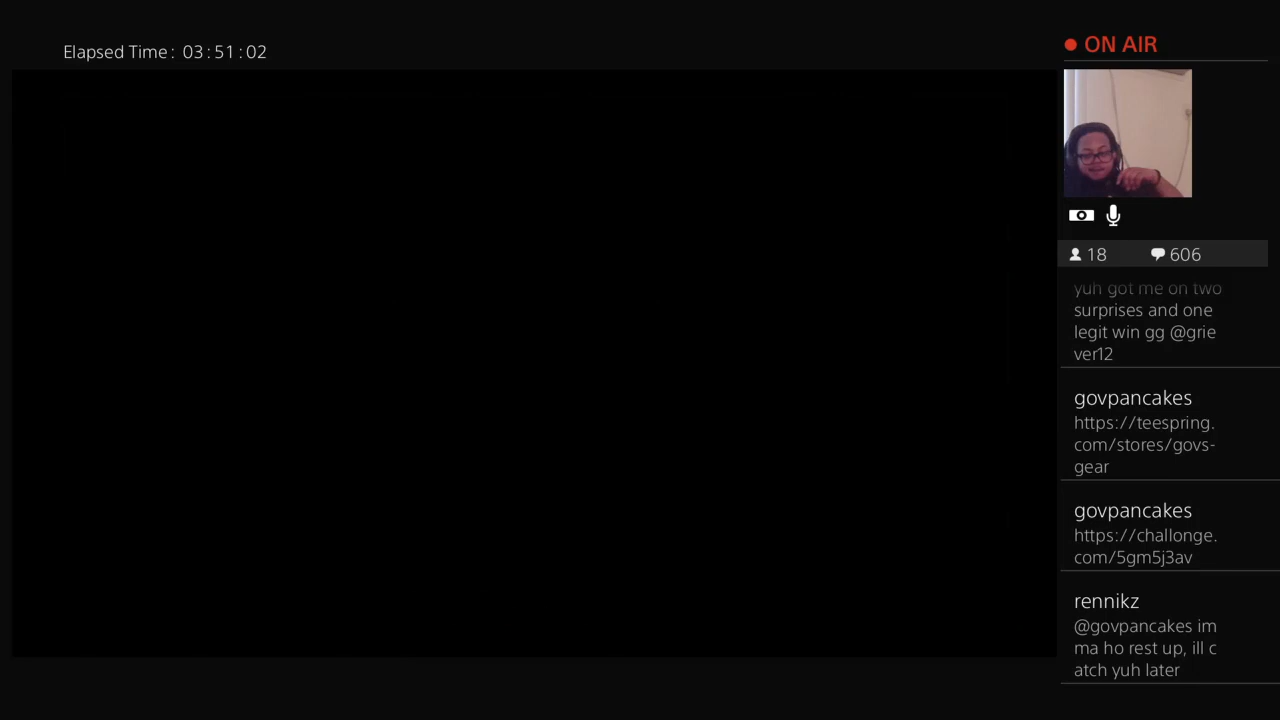 Elapsed Time: 03:51:02
ON AIR
18 606
yuh got me on two
surprises and one
legit win gg @grie
ver12
govpancakes
https://teespring.
com/stores/govs-
gear
govpancakes
https://challonge.
com/5gm5j3av
rennikz
@govpancakes im
ma ho rest up, ill c
atch yuh later